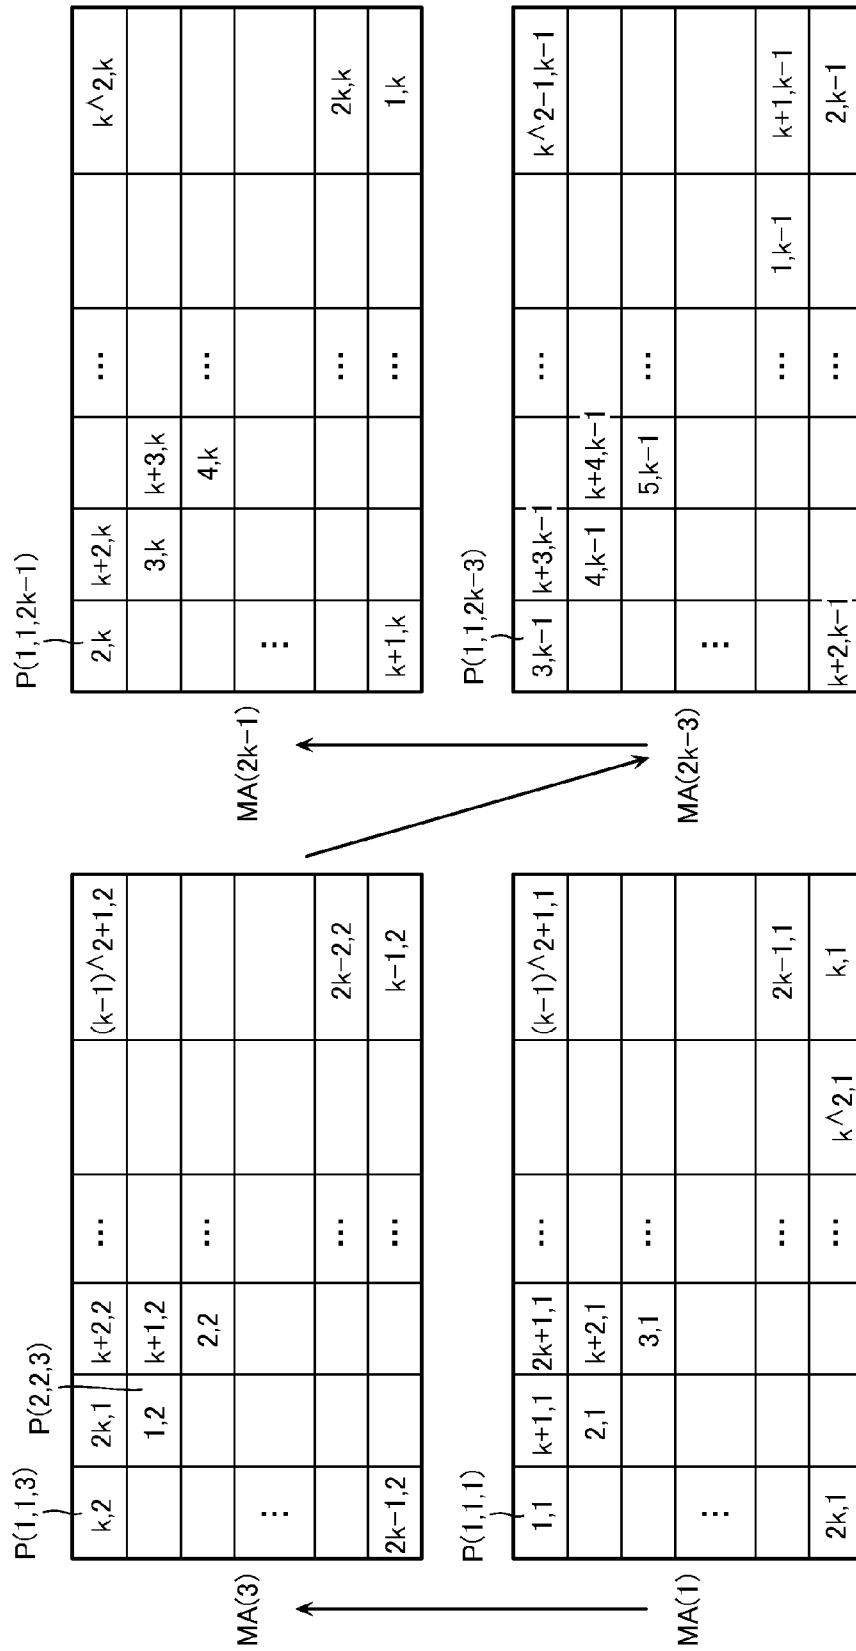 P(1,1,3)
P(2,2,3)
MA(3)
k,2 2k,1 k+2,2 ... (k−1)^2+1,2
1,2 k+1,2
2,2 ...
...
... 2k−2,2
2k−1,2 ... k−1,2
P(1,1,2k−1)
MA(2k−1)
2,k k+2,k ... k^2,k
3,k k+3,k
4,k ...
...
... 2k,k
k+1,k ... 1,k
P(1,1,1)
MA(1)
1,1 k+1,1 2k+1,1 ... (k−1)^2+1,1
2,1 k+2,1
3,1 ...
...
... 2k−1,1
2k,1 ... k^2,1 k,1
P(1,1,2k−3)
MA(2k−3)
3,k−1 k+3,k−1 ... k^2−1,k−1
4,k−1 k+4,k−1
5,k−1 ...
...
... 1,k−1 k+1,k−1
k+2,k−1 ... 2,k−1